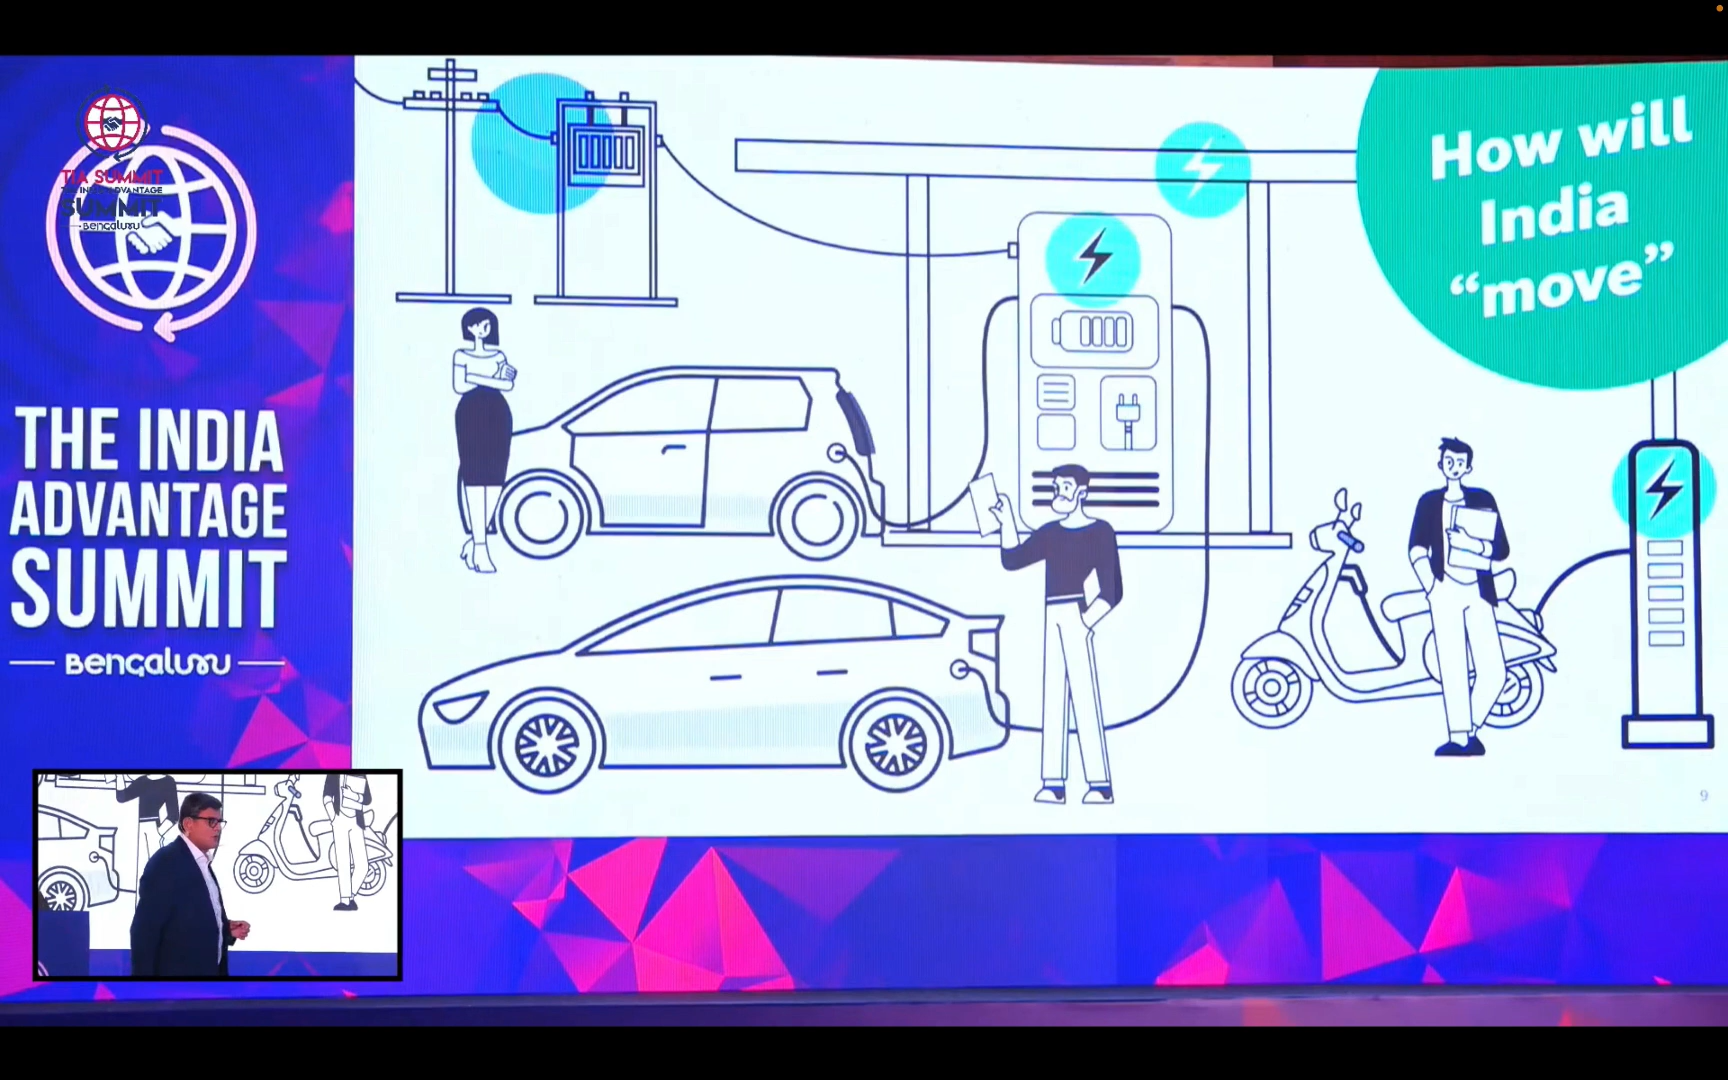 TIA SUMMIT
SUMMIT
Bengaluru
THE INDIA
ADVANTAGE
SUMMIT
Bengaluru
How will
India
“move”
9